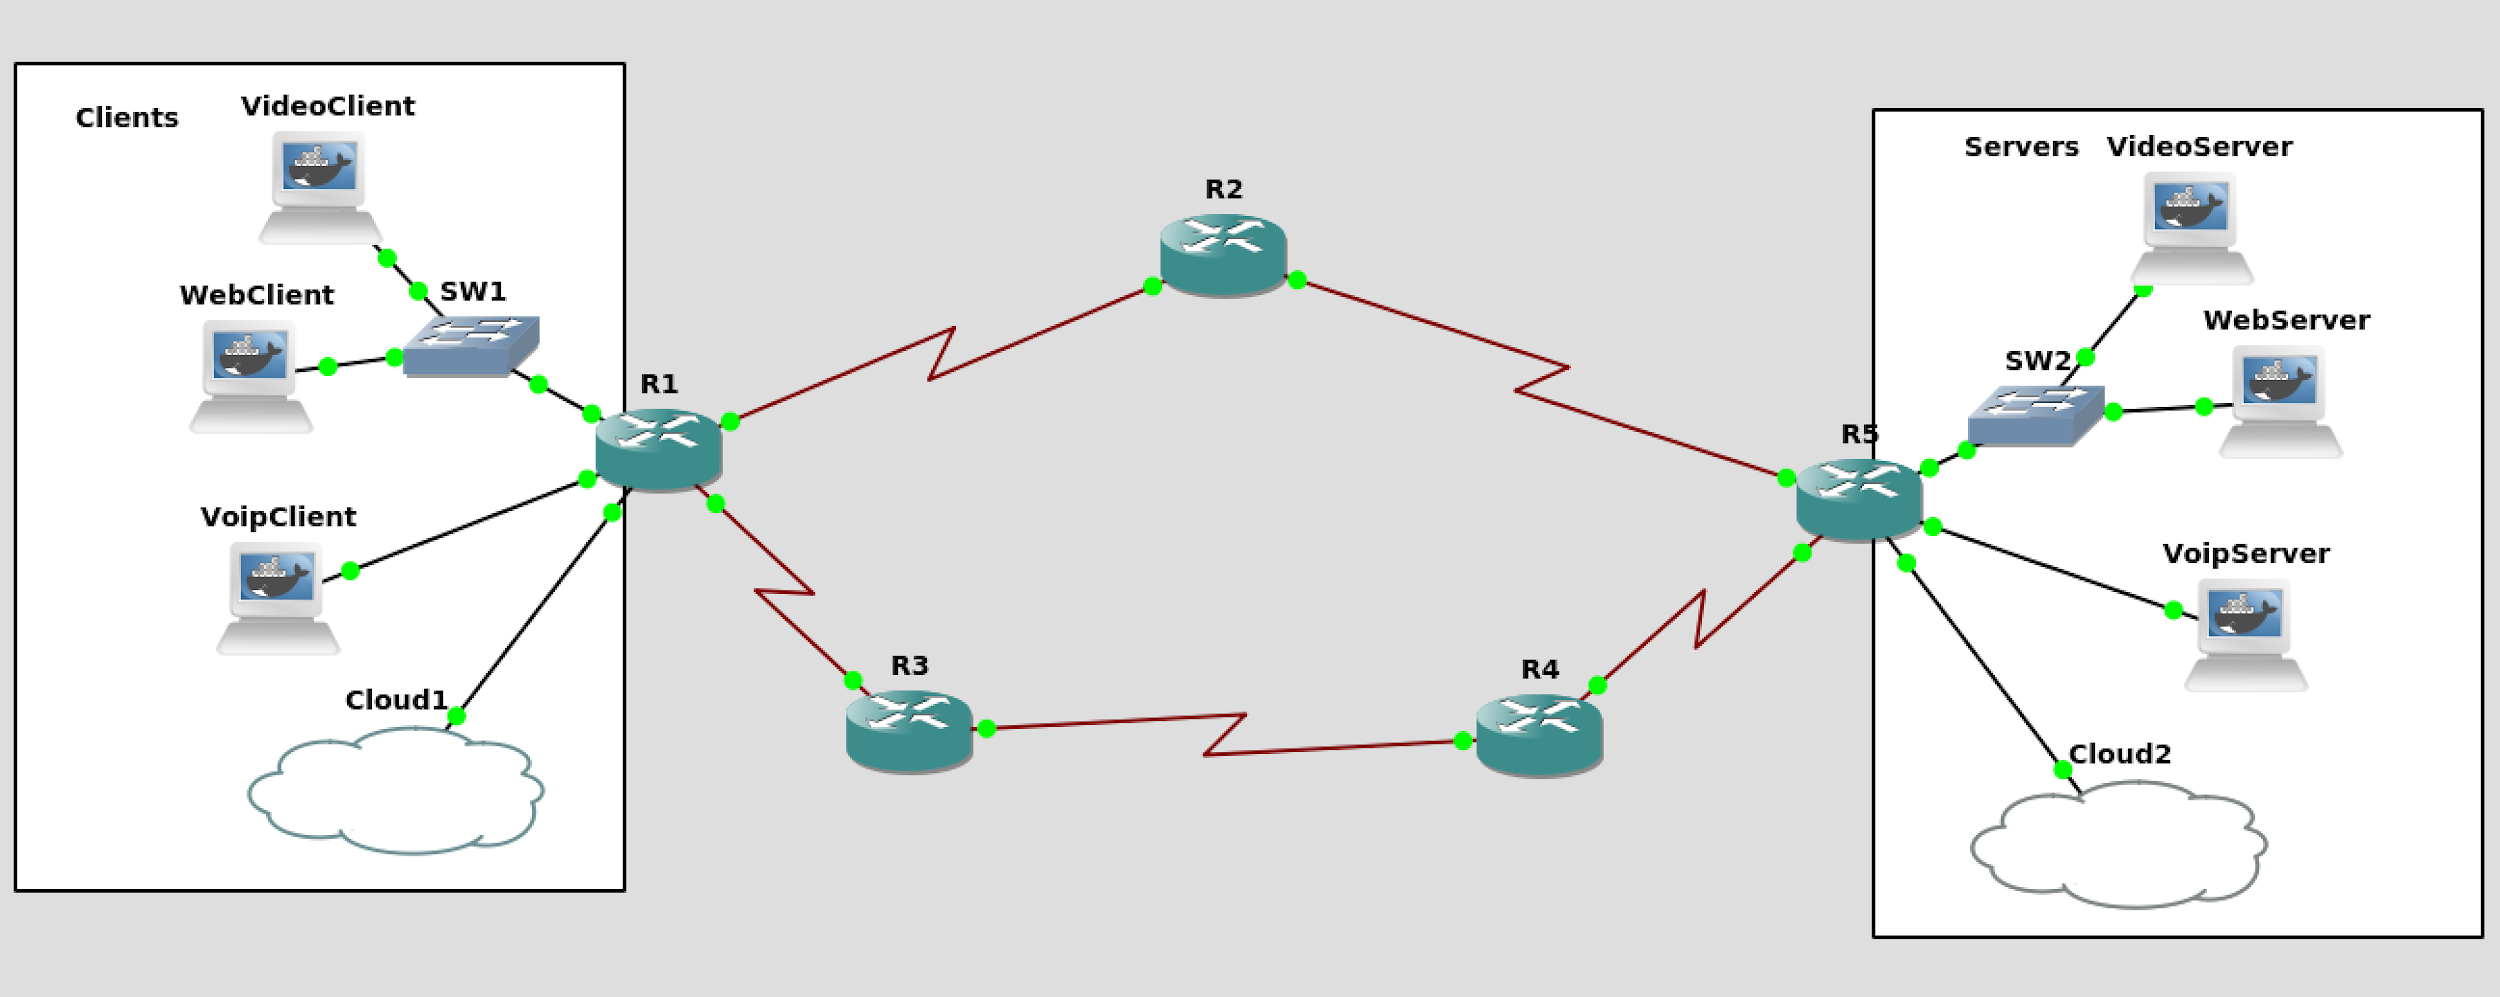 Clients
VideoClient
WebClient
SW1
R1
VoipClient
Cloud1
R2
R3
R4
R5
Servers
VideoServer
WebServer
SW2
VoipServer
Cloud2